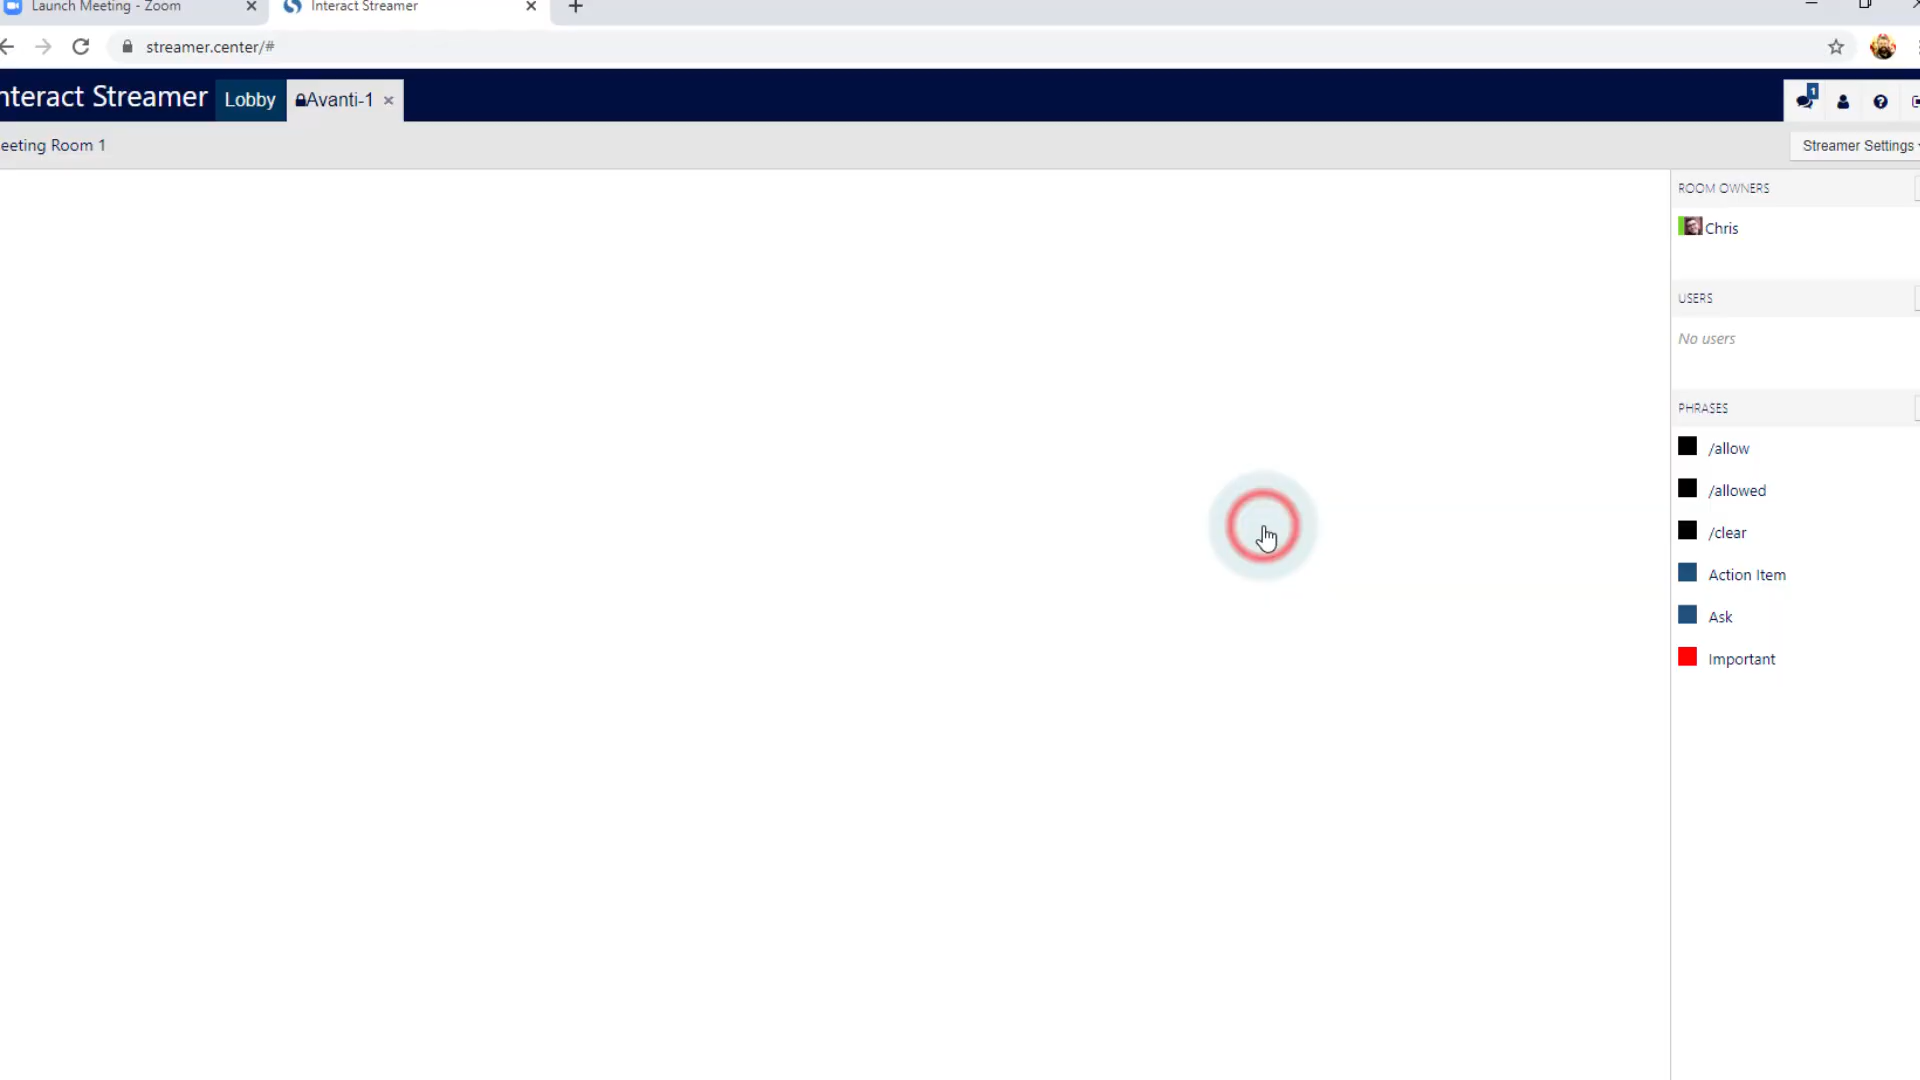 Launch Meeting - Zoom
Interact Streamer
streamer.center/#
nteract Streamer
Lobby
Avanti-1
1
eeting Room 1
Streamer Settings
ROOM OWNERS
Chris
USERS
No users
PHRASES
/allow
/allowed
/clear
Action Item
Ask
Important